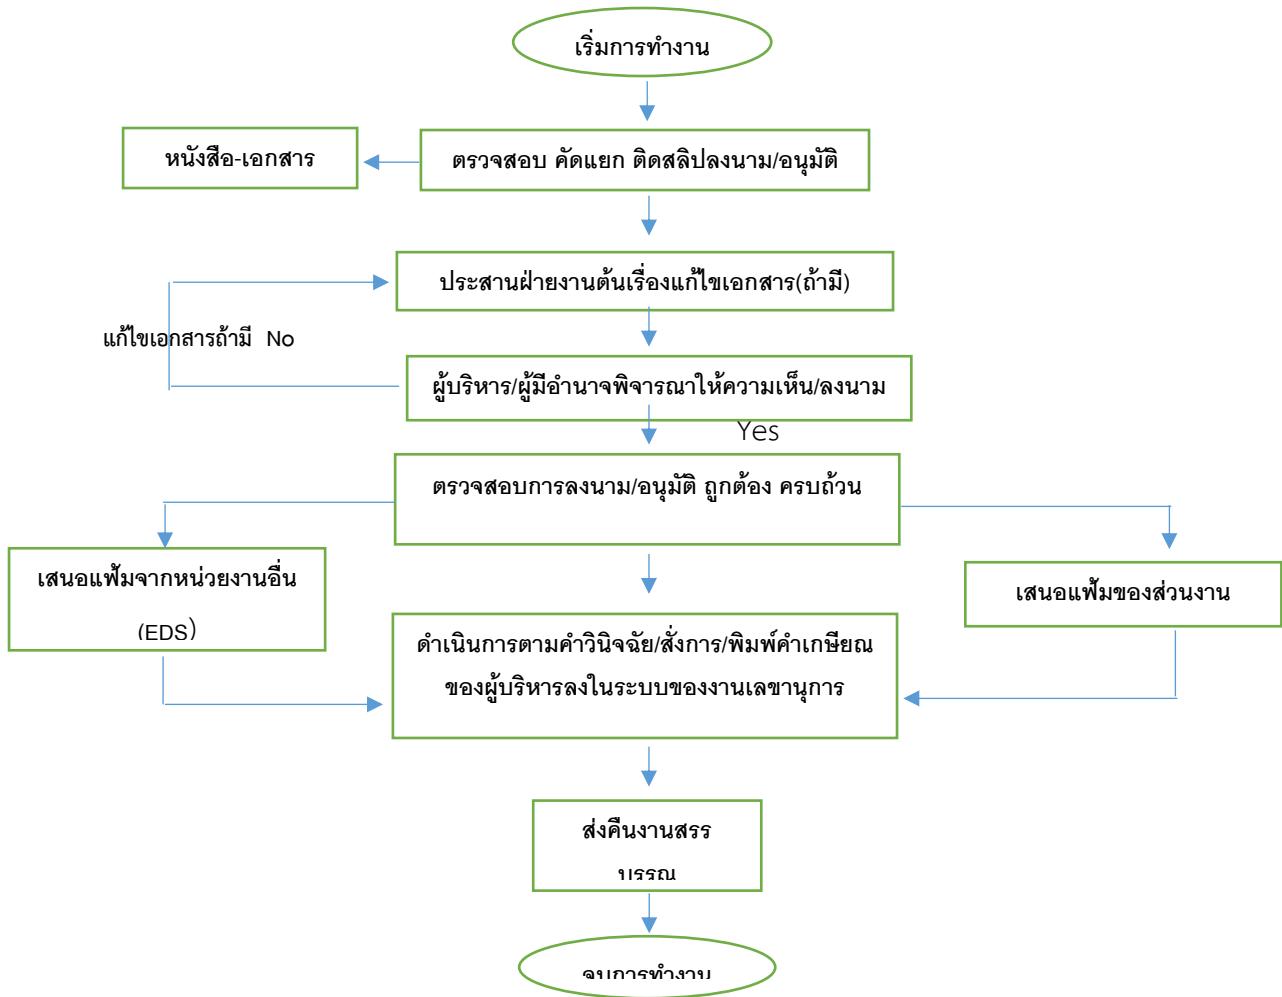 เริ่มการทำงาน
หนังสือ-เอกสาร
ตรวจสอบ คัดแยก ติดสลิปลงนาม/อนุมัติ
ประสานฝ่ายงานต้นเรื่องแก้ไขเอกสาร(ถ้ามี)
แก้ไขเอกสารถ้ามี No
ผู้บริหาร/ผู้มีอำนาจพิจารณาให้ความเห็น/ลงนาม
Yes
ตรวจสอบการลงนาม/อนุมัติ ถูกต้อง ครบถ้วน
เสนอแฟ้มจากหน่วยงานอื่น
(EDS)
เสนอแฟ้มของส่วนงาน
ดำเนินการตามคำวินิจฉัย/สั่งการ/พิมพ์คำเกษียณ
ของผู้บริหารลงในระบบของงานเลขานุการ
ส่งคืนงานสรร
บรรณ
จบการทำงาน